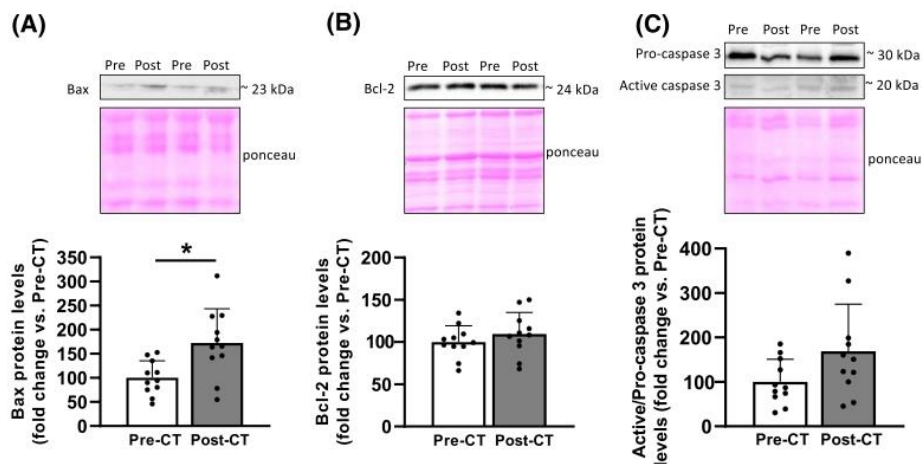 (A)
Pre Post Pre Post
Bax
~ 23 kDa
ponceau
Bax protein levels
(fold change vs. Pre-CT)
350
300
250
200
150
100
50
0
*
Pre-CT Post-CT
(B)
Pre Post Pre Post
Bcl-2
~ 24 kDa
ponceau
Bcl-2 protein levels
(fold change vs. Pre-CT)
200
150
100
50
0
Pre-CT Post-CT
(C)
Pre Post Pre Post
Pro-caspase 3
~ 30 kDa
Active caspase 3
~ 20 kDa
ponceau
Active/Pro-caspase 3 protein
levels (fold change vs. Pre-CT)
400
300
200
100
0
Pre-CT Post-CT